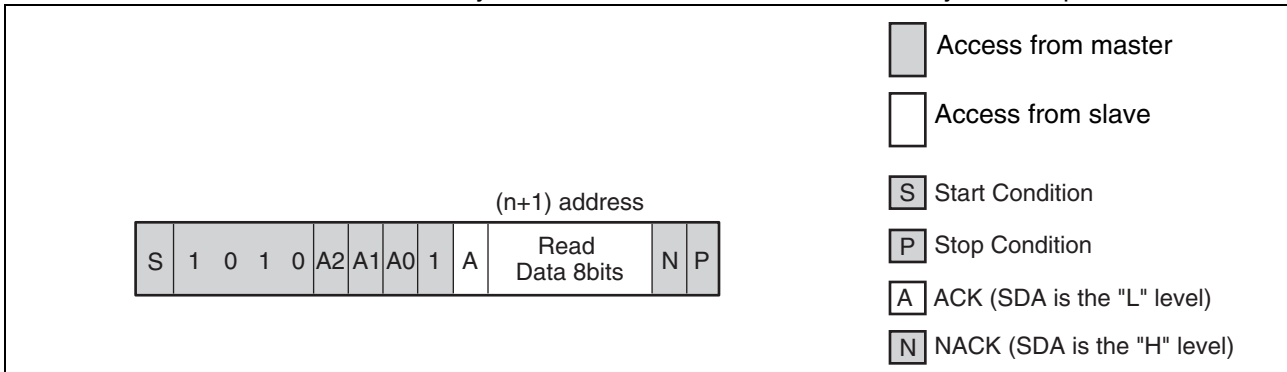 Access from master
Access from slave
(n+1) address
S 1 0 1 0 A2 A1 A0 1 A Read Data 8bits N P
S Start Condition
P Stop Condition
A ACK (SDA is the "L" level)
N NACK (SDA is the "H" level)